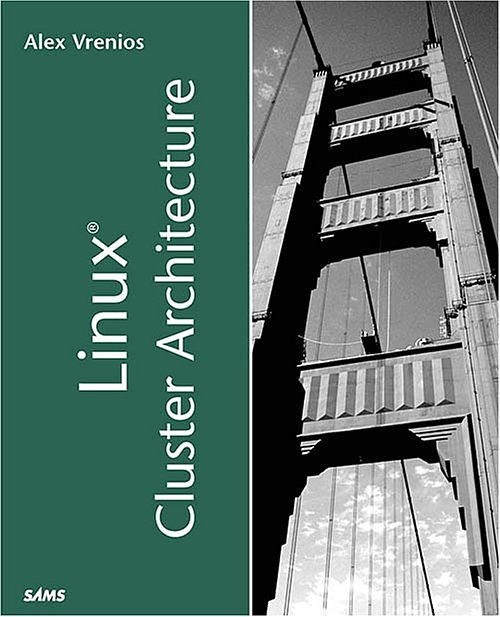 Alex Vrenios
Linux®
Cluster Architecture
SAMS